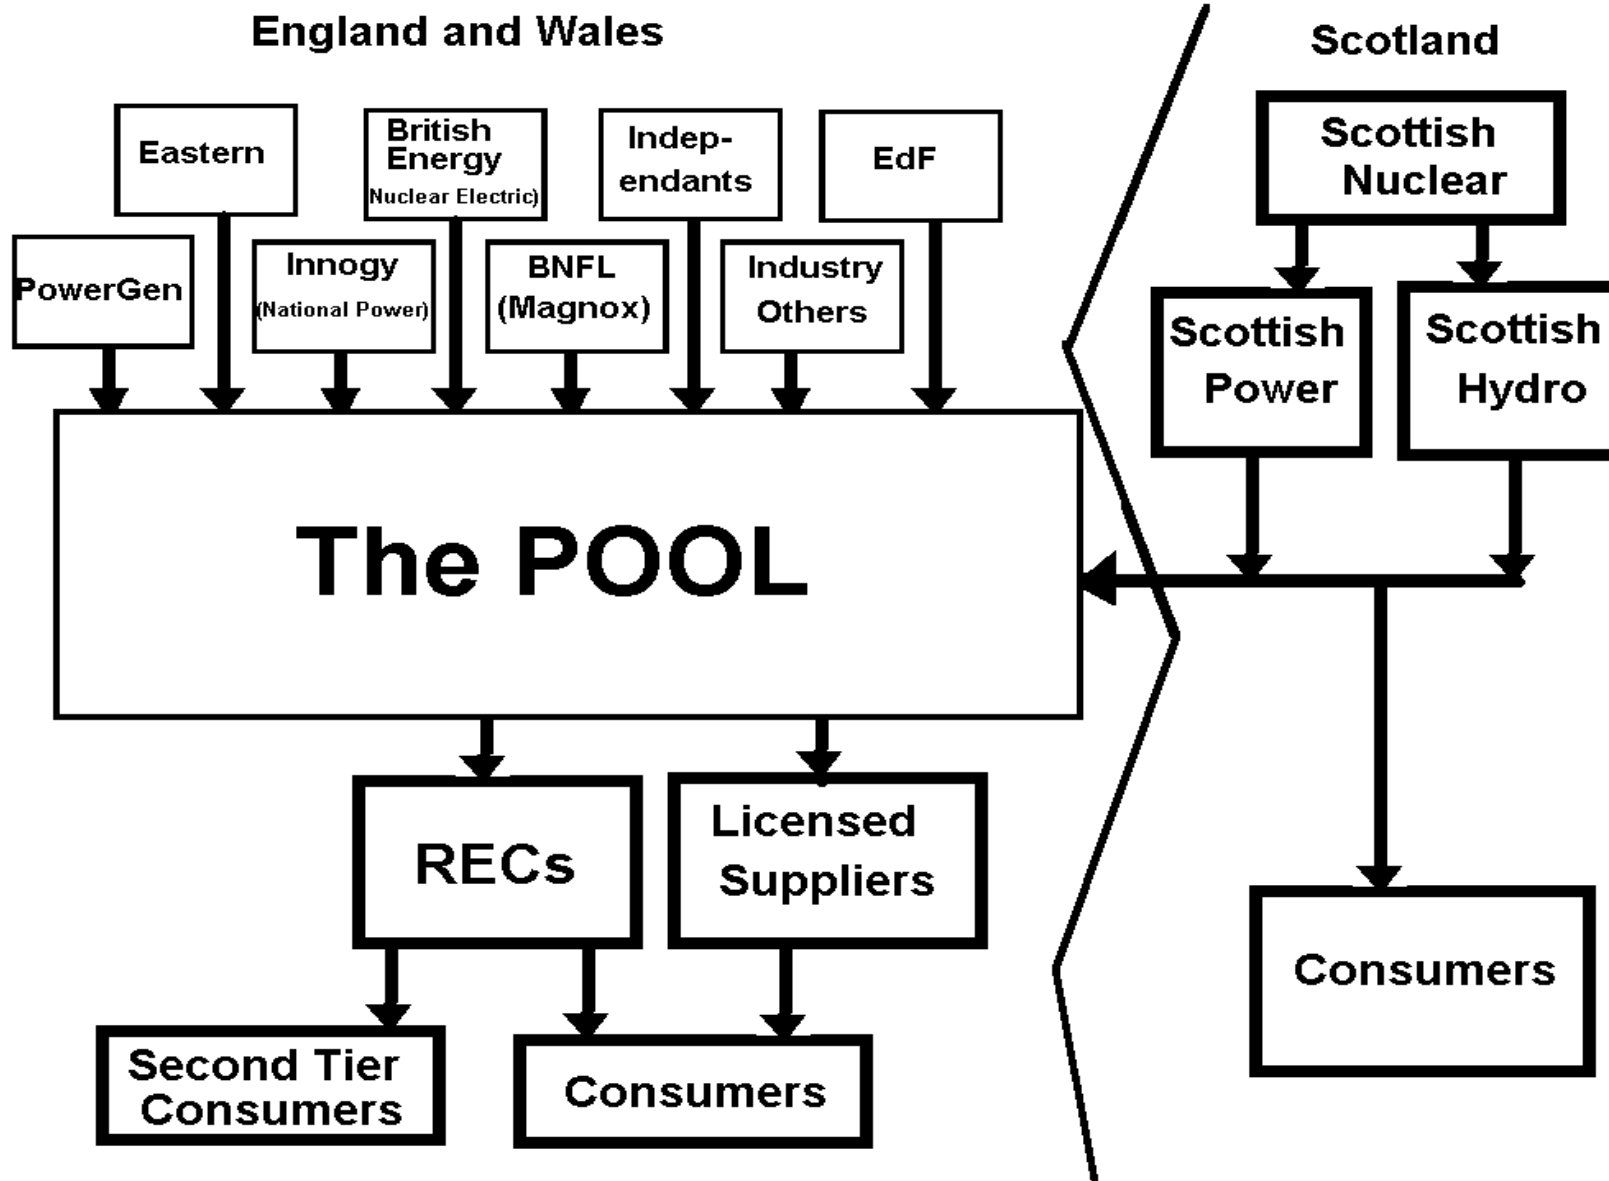 England and Wales
Scotland
Eastern
British
Energy
Nuclear Electric)
Indep-
endants
EdF
PowerGen
Innogy
(National Power)
BNFL
(Magnox)
Industry
Others
Scottish
Nuclear
Scottish
Power
Scottish
Hydro
The POOL
RECs
Licensed
Suppliers
Second Tier
Consumers
Consumers
Consumers